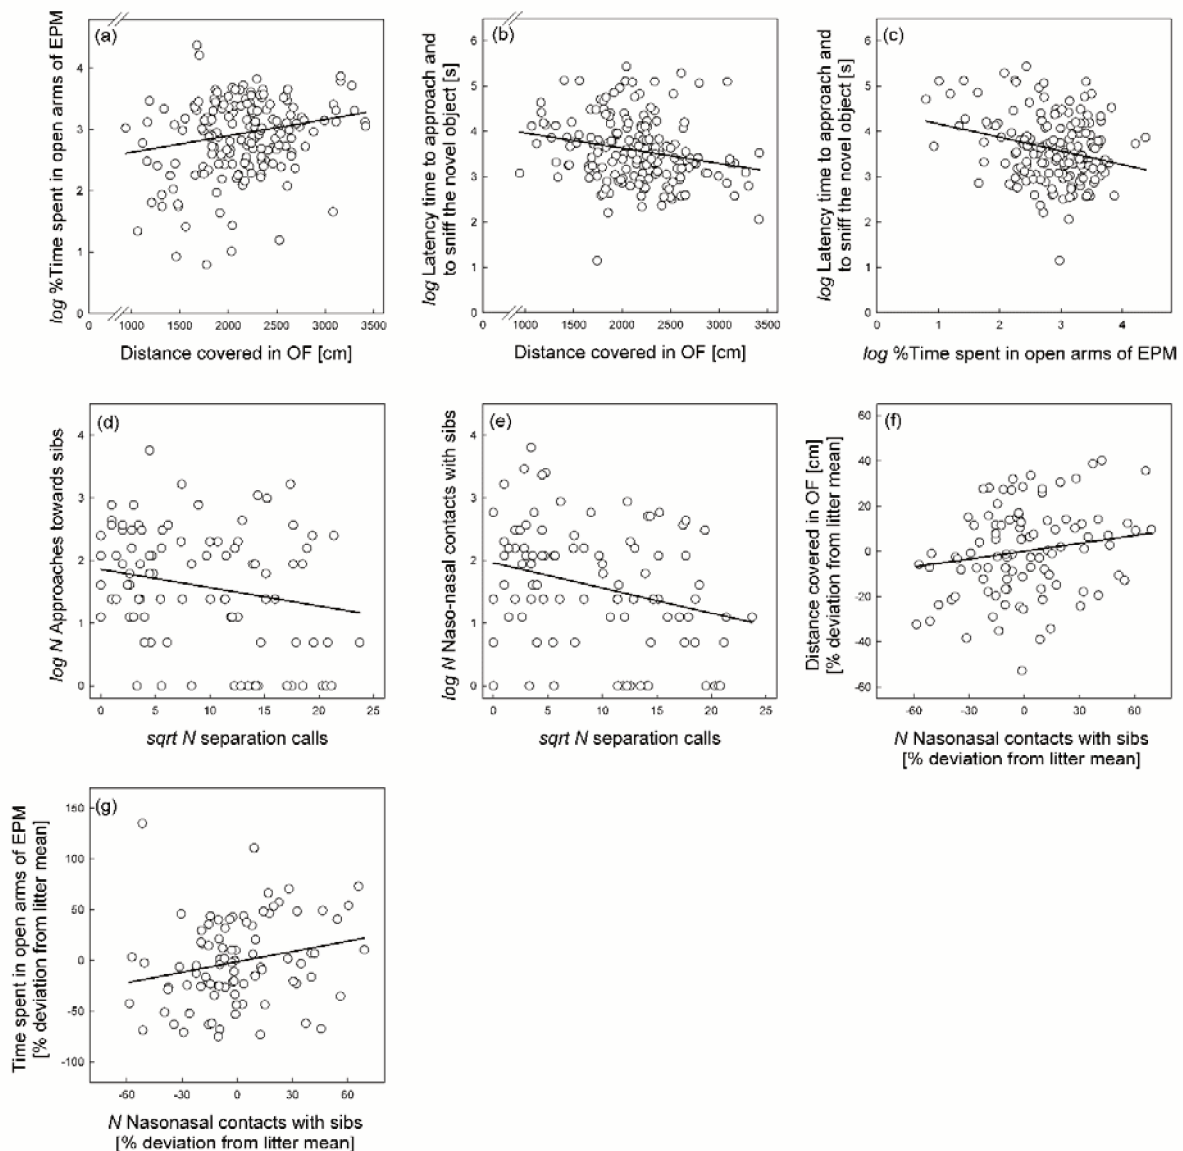 (a)
log %Time spent in open arms of EPM
4
3
2
1
0
0 1000 1500 2000 2500 3000 3500
Distance covered in OF [cm]
(b)
log Latency time to approach and
to sniff the novel object [s]
6
5
4
3
2
1
0
0 1000 1500 2000 2500 3000 3500
Distance covered in OF [cm]
(c)
log Latency time to approach and
to sniff the novel object [s]
6
5
4
3
2
1
0
0 1 2 3 4
log %Time spent in open arms of EPM
(d)
log N Approaches towards sibs
4
3
2
1
0
0 5 10 15 20 25
sqrt N separation calls
(e)
log N Naso-nasal contacts with sibs
4
3
2
1
0
0 5 10 15 20 25
sqrt N separation calls
(f)
Distance covered in OF [cm]
[% deviation from litter mean]
60
40
20
0
-20
-40
-60
-60 -30 0 30 60
N Nasonasal contacts with sibs
[% deviation from litter mean]
(g)
Time spent in open arms of EPM
[% deviation from litter mean]
150
100
50
0
-50
-100
-60 -30 0 30 60
N Nasonasal contacts with sibs
[% deviation from litter mean]